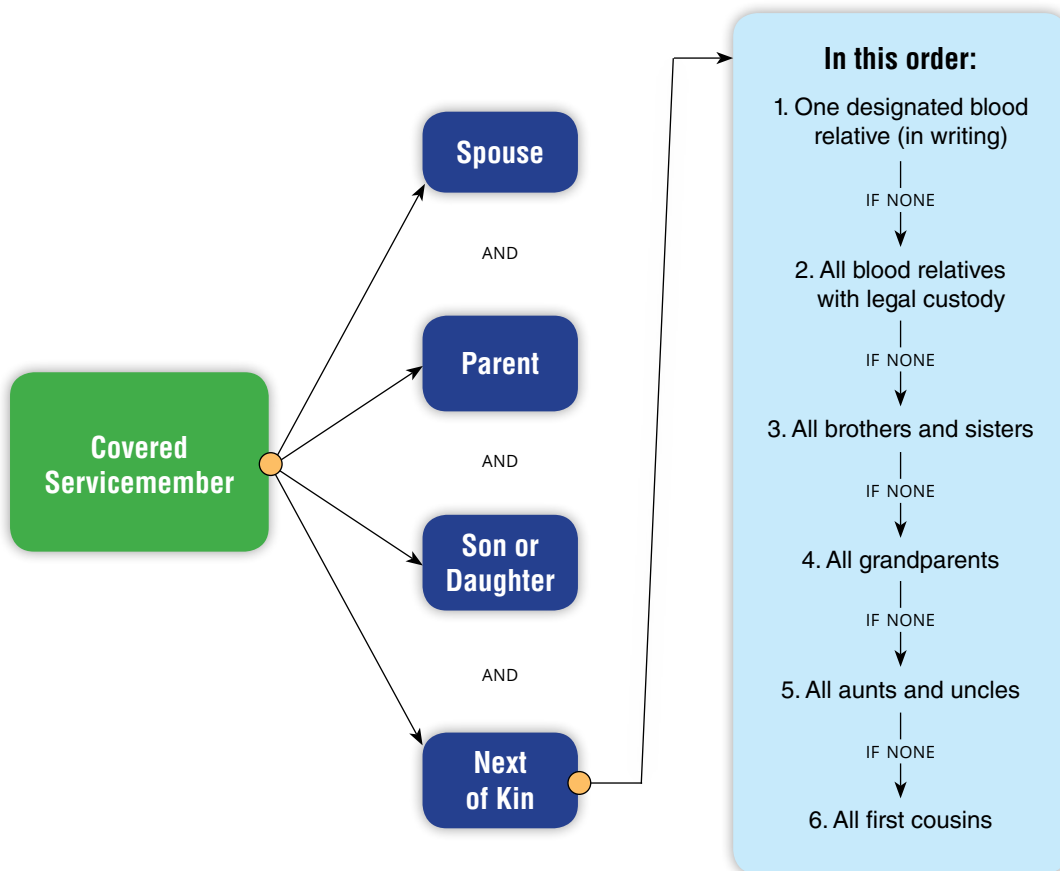 Covered
Servicemember
Spouse
AND
Parent
AND
Son or
Daughter
AND
Next
of Kin
In this order:
1. One designated blood
relative (in writing)
IF NONE
2. All blood relatives
with legal custody
IF NONE
3. All brothers and sisters
IF NONE
4. All grandparents
IF NONE
5. All aunts and uncles
IF NONE
6. All first cousins